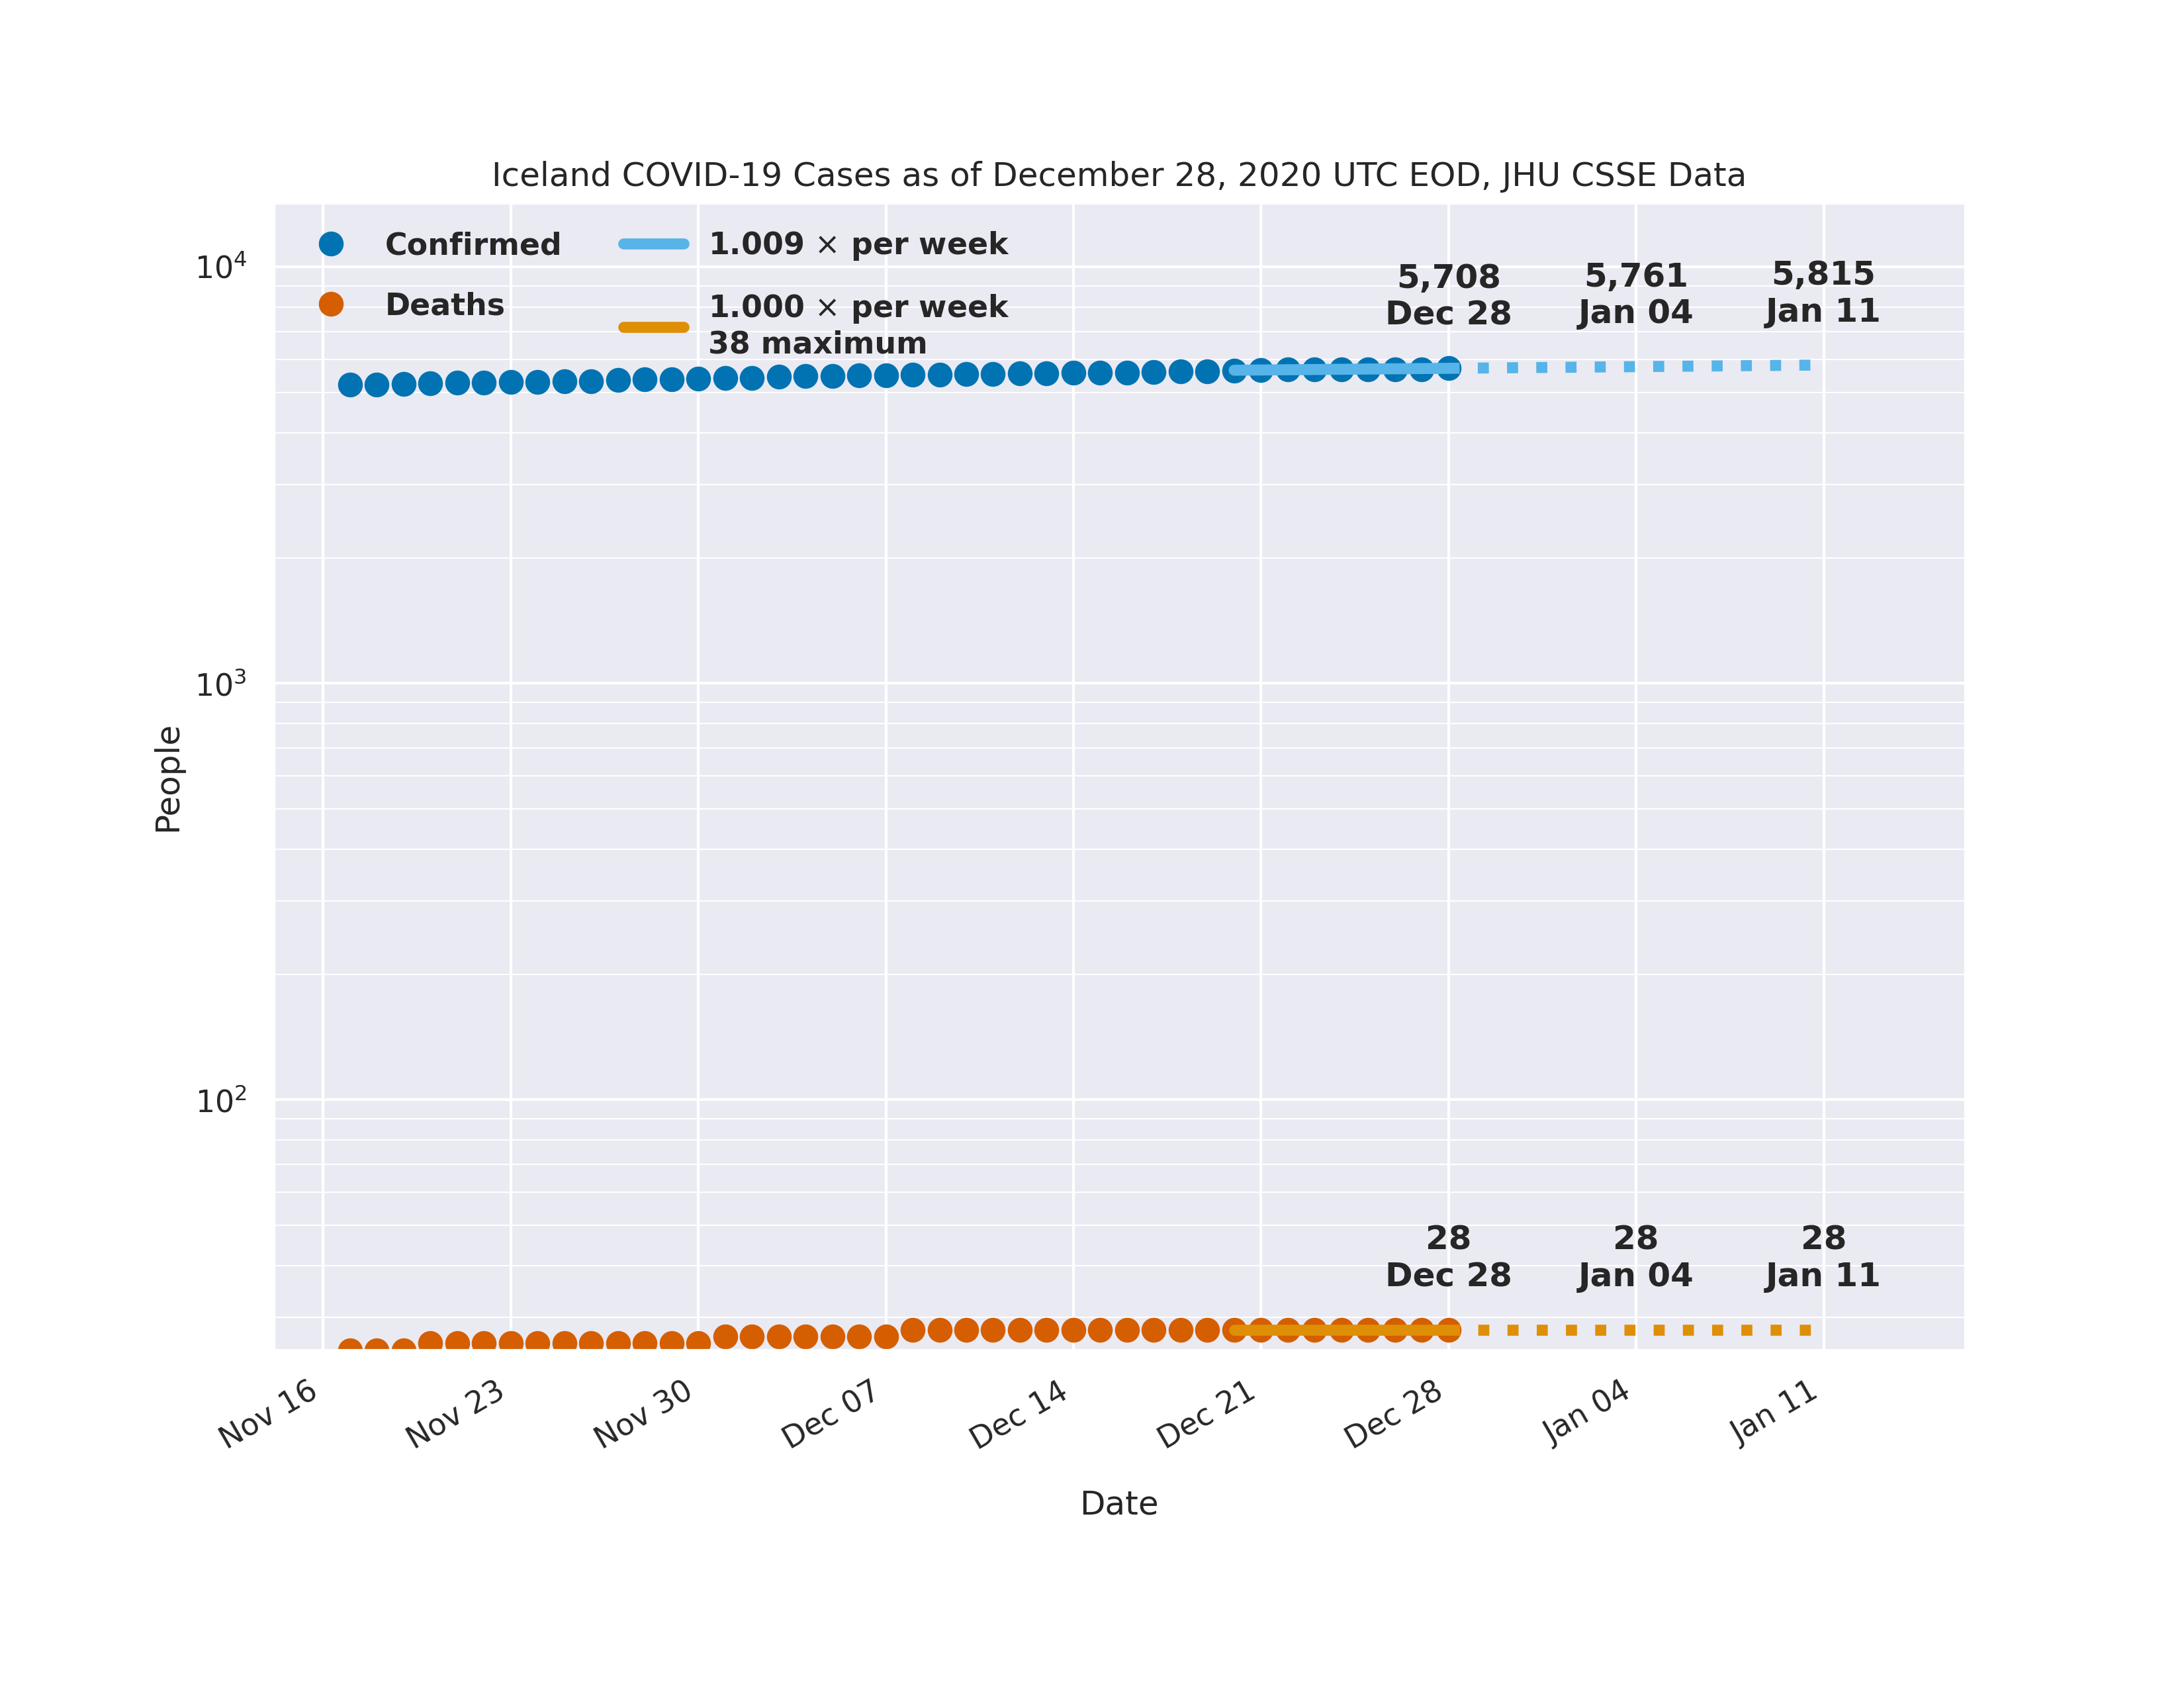 Iceland COVID-19 Cases as of December 28, 2020 UTC EOD, JHU CSSE Data
Confirmed
Deaths
1.009 × per week
1.000 × per week
38 maximum
5,708
Dec 28
5,761
Jan 04
5,815
Jan 11
10⁴
10³
10²
People
28
Dec 28
28
Jan 04
28
Jan 11
Nov 16
Nov 23
Nov 30
Dec 07
Dec 14
Dec 21
Dec 28
Jan 04
Jan 11
Date